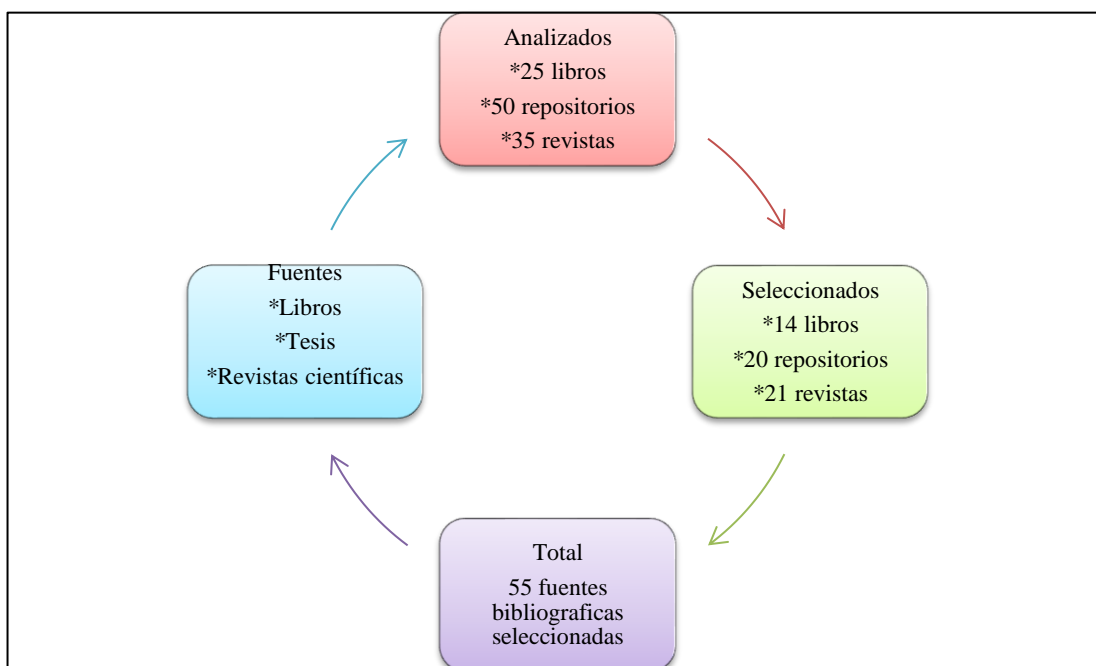 Analizados
*25 libros
*50 repositorios
*35 revistas
Fuentes
*Libros
*Tesis
*Revistas científicas
Seleccionados
*14 libros
*20 repositorios
*21 revistas
Total
55 fuentes
bibliograficas
seleccionadas